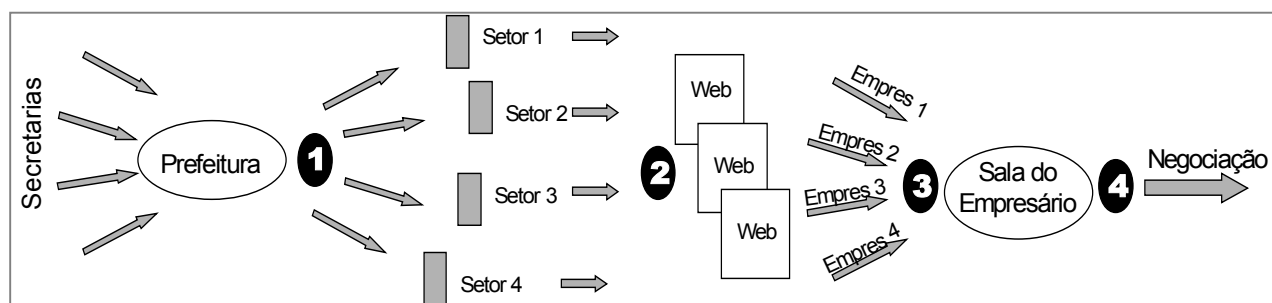 Secretarias
Prefeitura
1
Setor 1
Setor 2
Setor 3
Setor 4
2
Web
Web
Web
Empres 1
Empres 2
Empres 3
Empres 4
3
Sala do
Empresário
4
Negociação